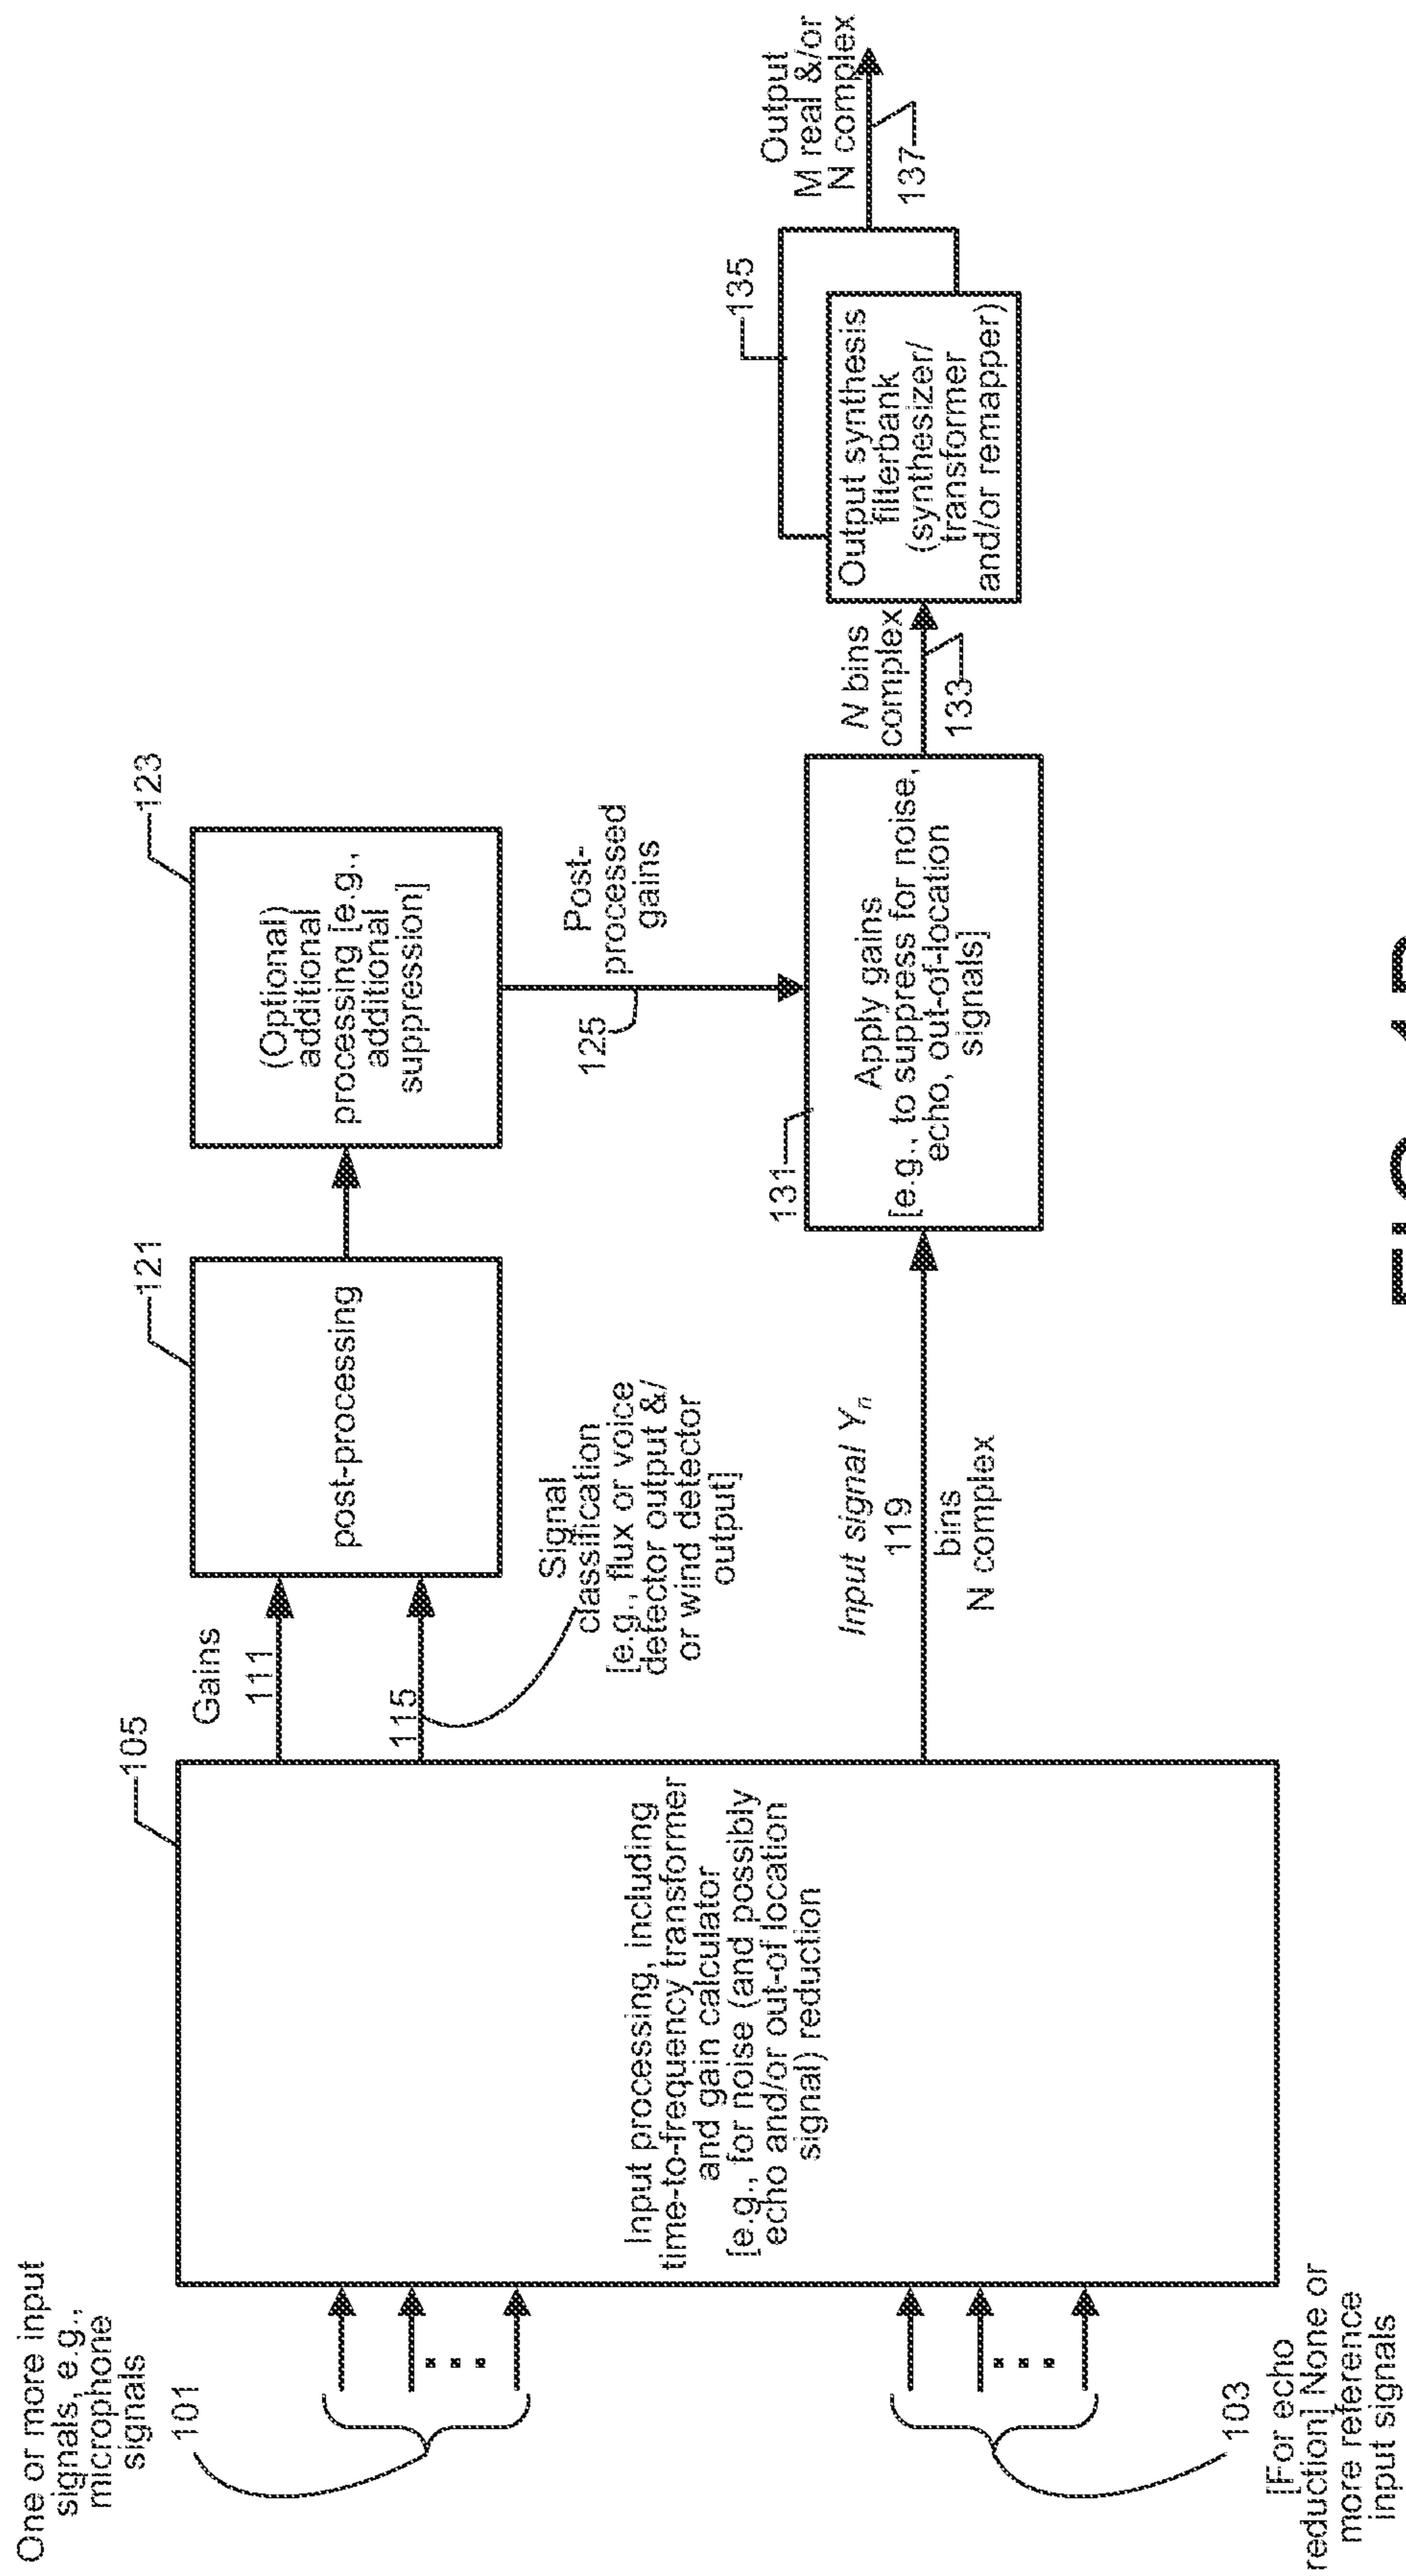 One or more input
signals, e.g.,
microphone
signals
101
105
Input processing, including
time-to-frequency transformer
and gain calculator
[e.g., for noise (and possibly
echo and/or out-of location
signal) reduction
103
[For echo
reduction] None or
more reference
input signals
Gains
111
115
Signal
classification
[e.g., flux or voice
detector output &/
or wind detector
output]
121
post-processing
123
(Optional)
additional
processing [e.g.,
additional
suppression]
125
Post-
processed
gains
Input signal Yn
119
bins
N complex
131
Apply gains
[e.g., to suppress for noise,
echo, out-of-location
signals]
N bins
complex
133
135
Output synthesis
filterbank
(synthesizer/
transformer
and/or remapper)
Output
M real &/or
N complex
137